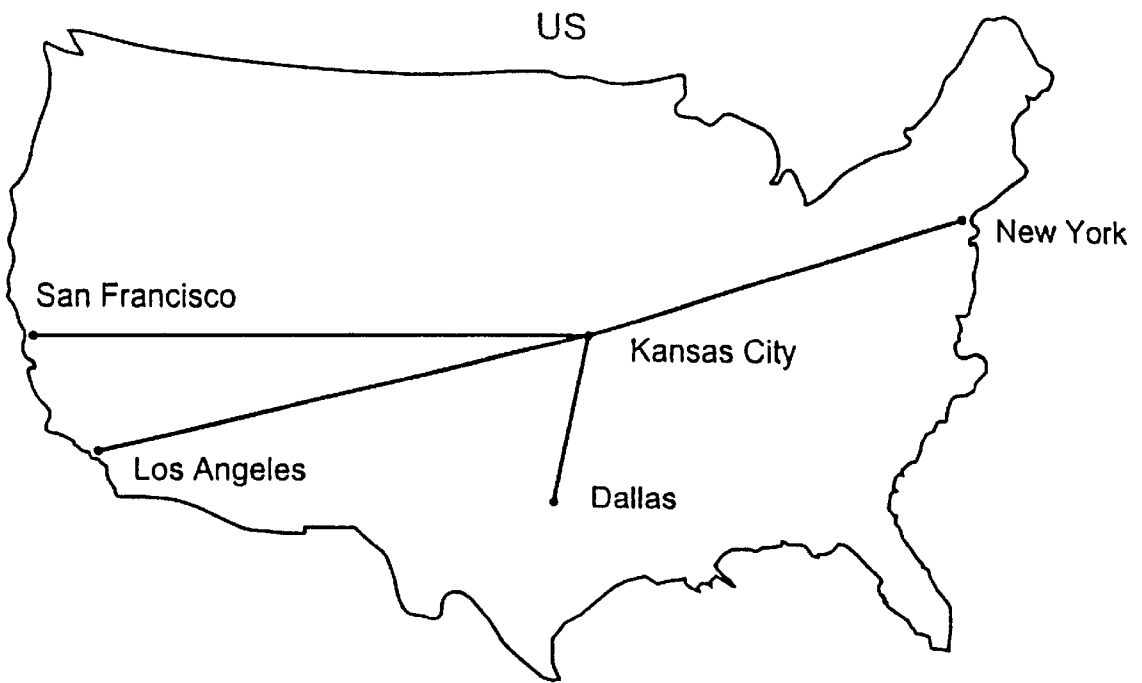 US
New York
San Francisco
Kansas City
Los Angeles
Dallas